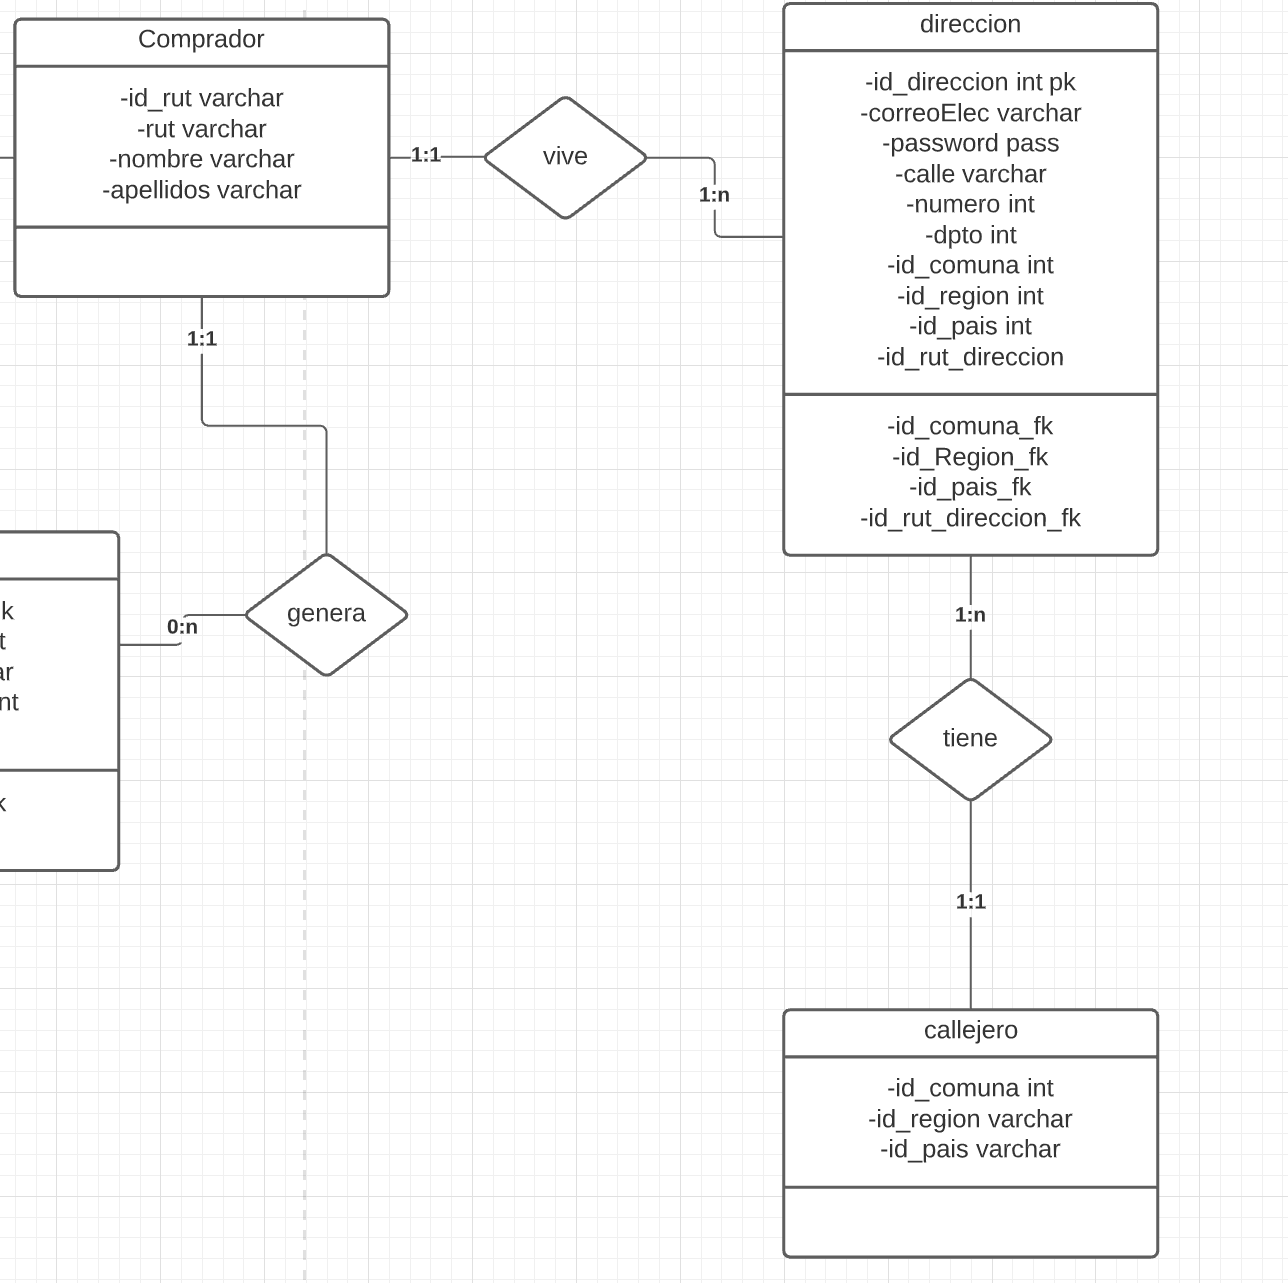 Comprador
-id_rut varchar
-rut varchar
-nombre varchar
-apellidos varchar
1:1
vive
1:n
direccion
-id_direccion int pk
-correoElec varchar
-password pass
-calle varchar
-numero int
-dpto int
-id_comuna int
-id_region int
-id_pais int
-id_rut_direccion
-id_comuna_fk
-id_Region_fk
-id_pais_fk
-id_rut_direccion_fk
1:1
genera
0:n
1:n
tiene
1:1
callejero
-id_comuna int
-id_region varchar
-id_pais varchar